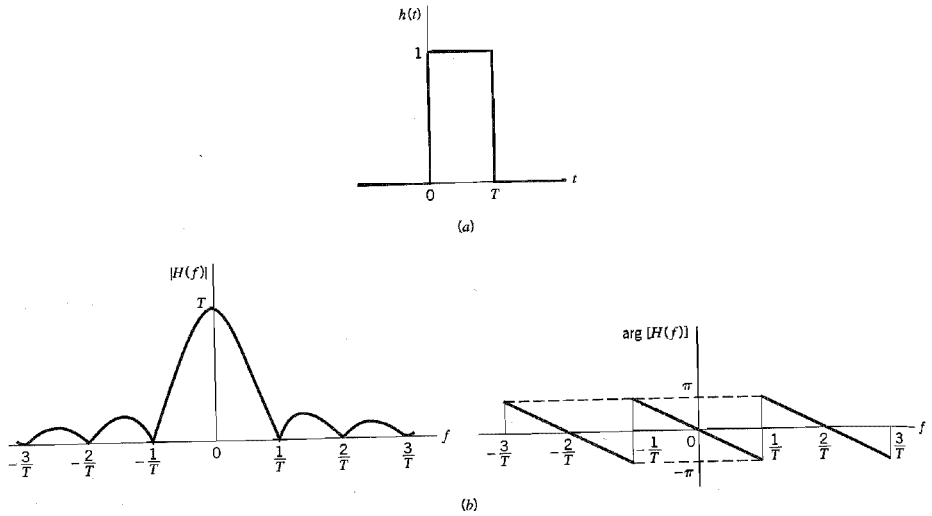 h(t)
1
0 T t
(a)
|H(f)|
T
-3/T -2/T -1/T 0 1/T 2/T 3/T f
arg [H(f)]
π
-3/T -2/T -1/T 0 1/T 2/T 3/T f
-π
(b)